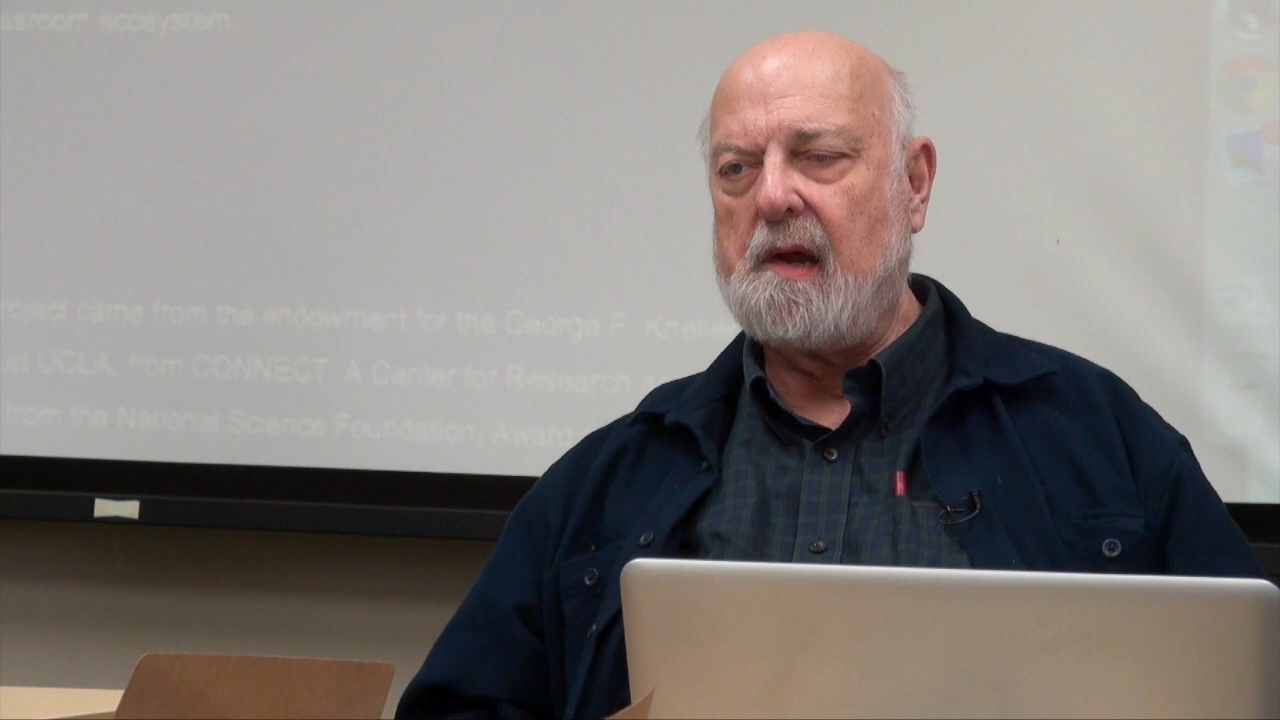 ssroom ecosystem.
roject came from the endowment for the George F. Kneller
at UCLA, from CONNECT: A Center for Research
from the National Science Foundation, Award